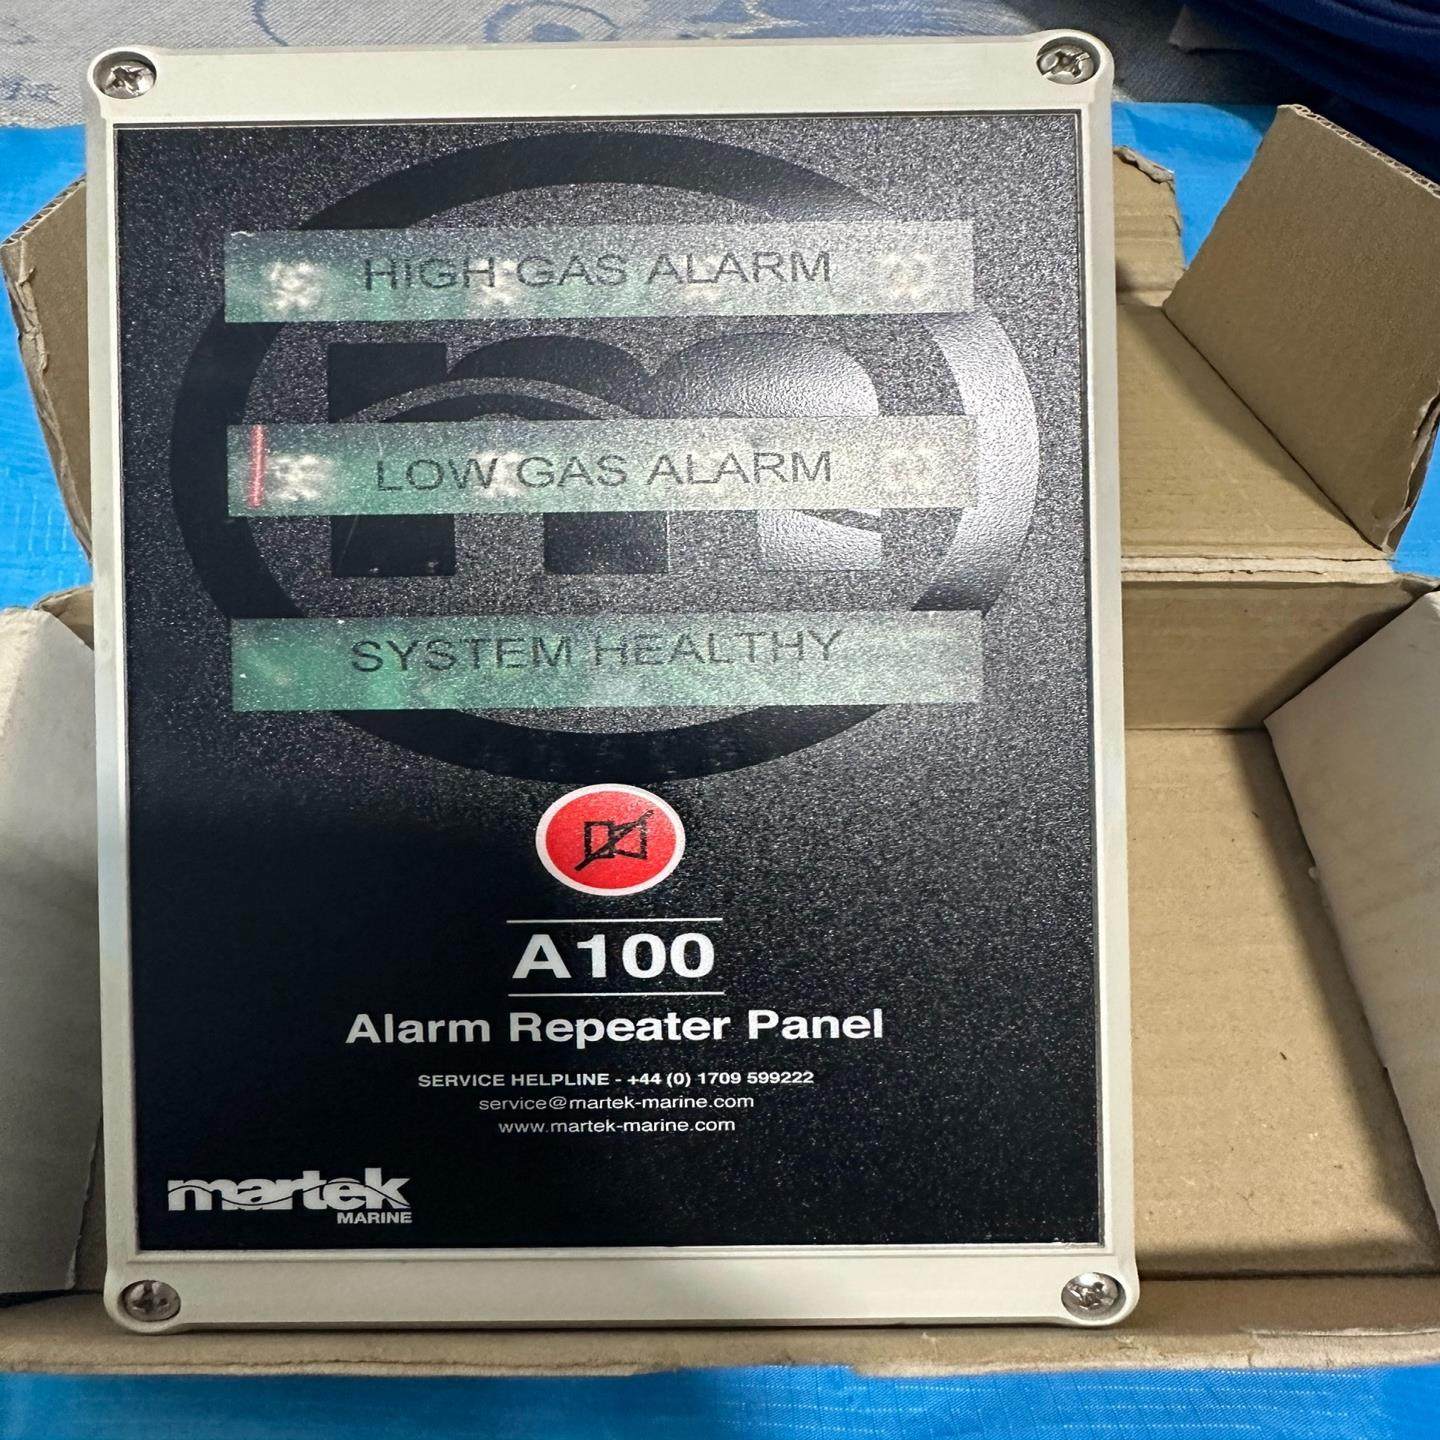 HIGH GAS ALARM
LOW GAS ALARM
SYSTEM HEALTHY
A100
Alarm Repeater Panel
SERVICE HELPLINE - +44 (0) 1709 599222
service@martek-marine.com
www.martek-marine.com
martek
MARINE